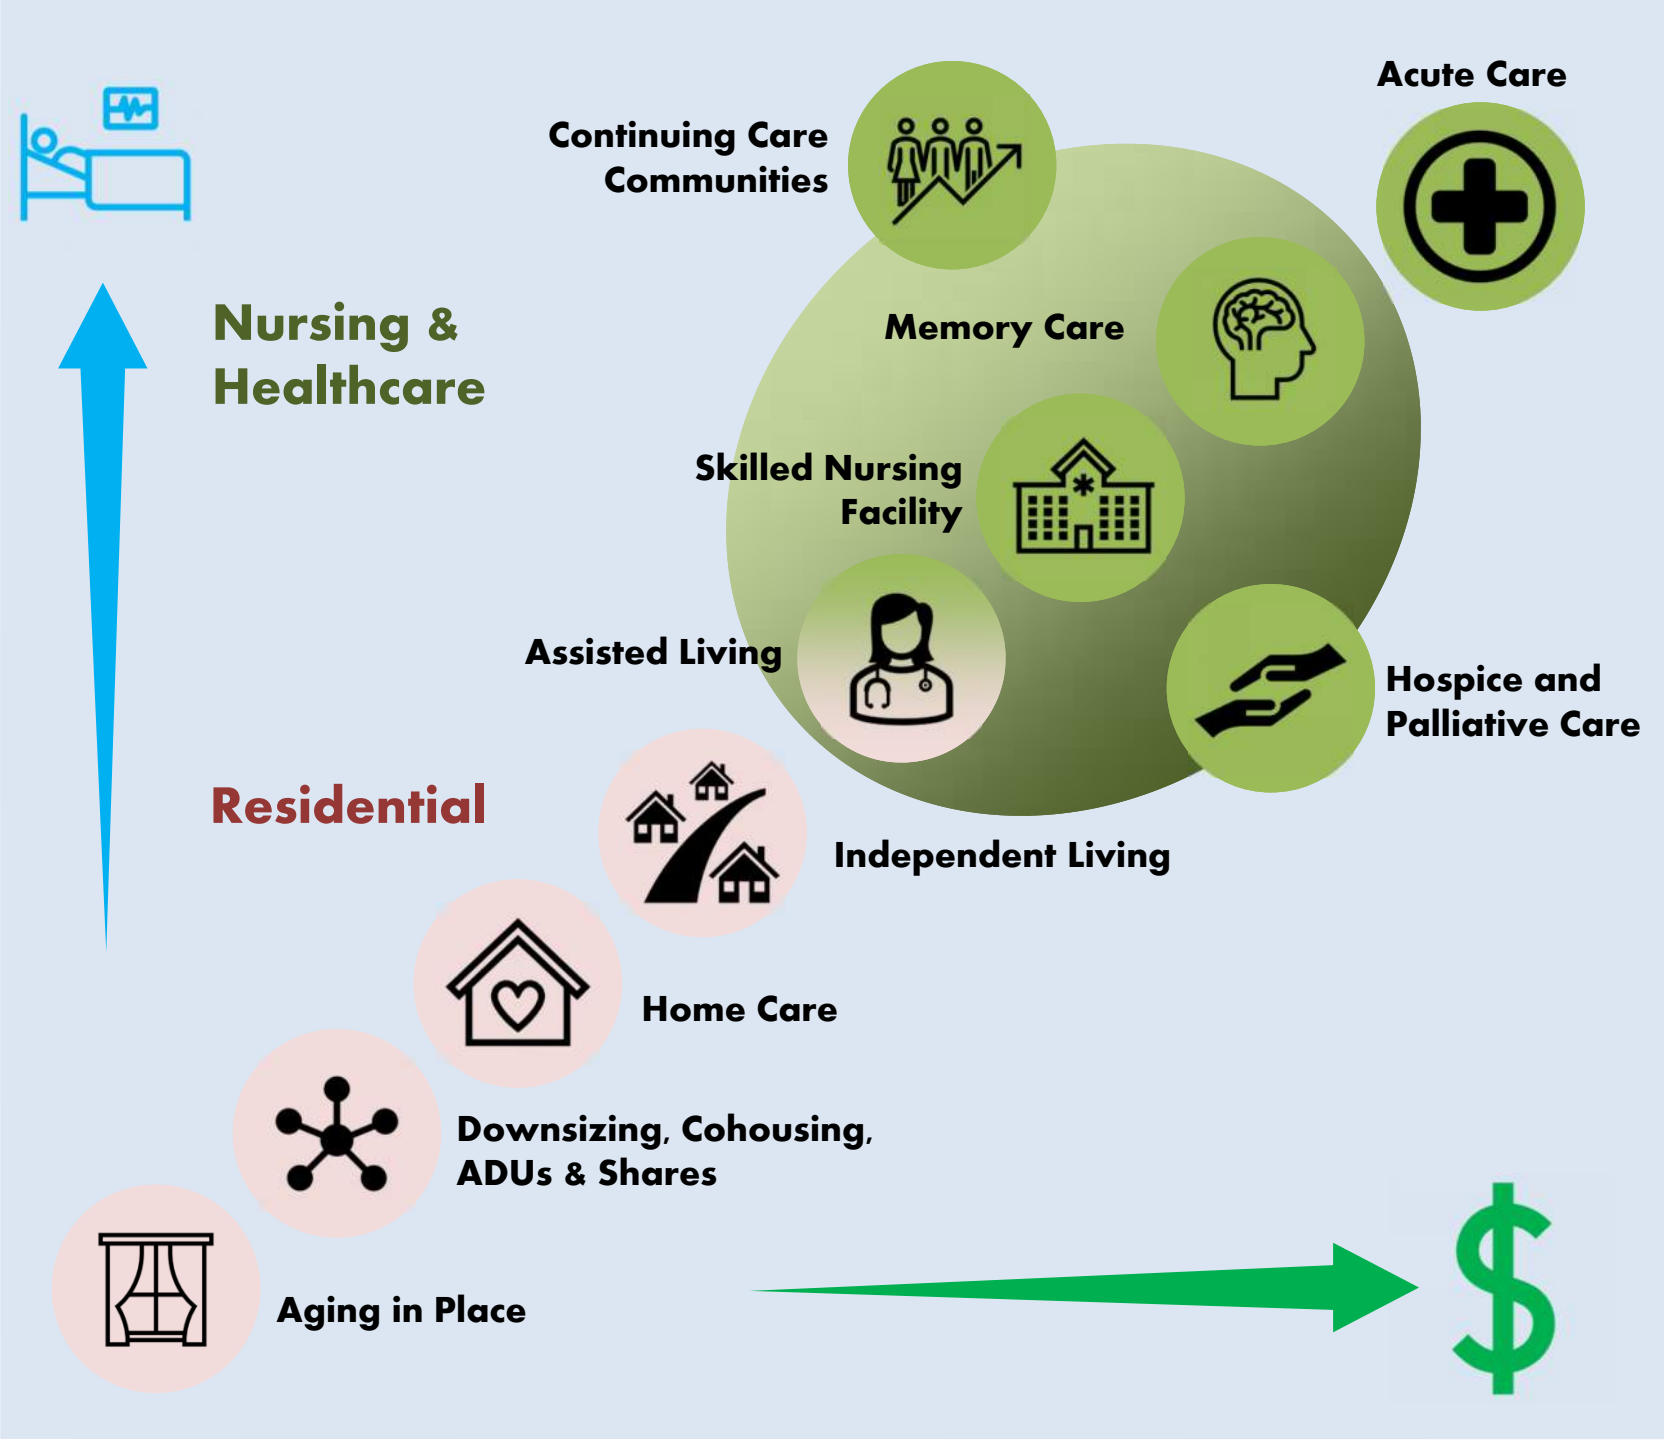 Acute Care
Continuing Care
Communities
Nursing &
Healthcare
Memory Care
Skilled Nursing
Facility
Assisted Living
Hospice and
Palliative Care
Residential
Independent Living
Home Care
Downsizing, Cohousing,
ADUs & Shares
Aging in Place
$